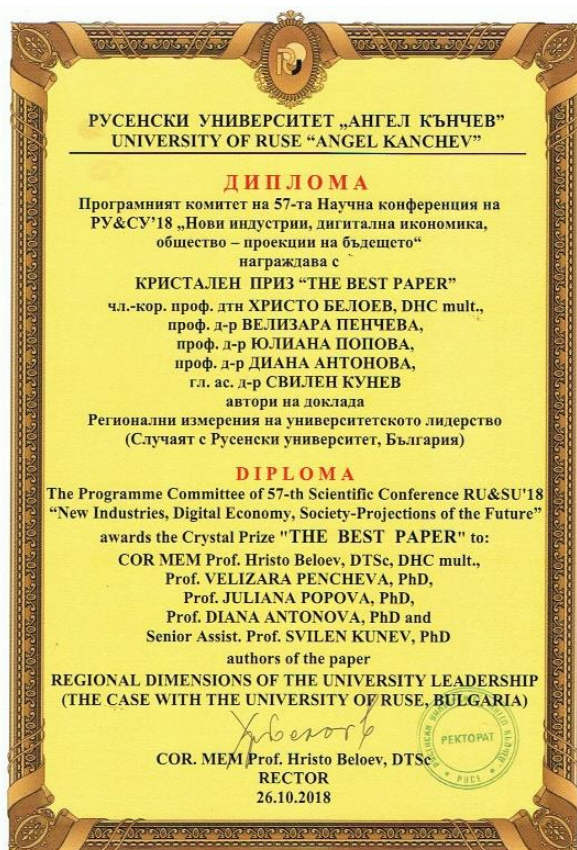 РУСЕНСКИ УНИВЕРСИТЕТ „АНГЕЛ КЪНЧЕВ”
UNIVERSITY OF RUSE “ANGEL KANCHEV”
ДИПЛОМА
Програмният комитет на 57-та Научна конференция на
РУ&СУ’18 „Нови индустрии, дигитална икономика,
общество – проекции на бъдещето“
награждава с
КРИСТАЛЕН ПРИЗ “THE BEST PAPER”
чл.-кор. проф. дтн ХРИСТО БЕЛОЕВ, DHC mult.,
проф. д-р ВЕЛИЗАРА ПЕНЧЕВА,
проф. д-р ЮЛИАНА ПОПОВА,
проф. д-р ДИАНА АНТОНОВА,
гл. ас. д-р СВИЛЕН КУНЕВ
автори на доклада
Регионални измерения на университетското лидерство
(Случаят с Русенски университет, България)
DIPLOMA
The Programme Committee of 57-th Scientific Conference RU&SU'18
“New Industries, Digital Economy, Society-Projections of the Future”
awards the Crystal Prize "THE BEST PAPER" to:
COR MEM Prof. Hristo Beloev, DTSc, DHC mult.,
Prof. VELIZARA PENCHEVA, PhD,
Prof. JULIANA POPOVA, PhD,
Prof. DIANA ANTONOVA, PhD and
Senior Assist. Prof. SVILEN KUNEV, PhD
authors of the paper
REGIONAL DIMENSIONS OF THE UNIVERSITY LEADERSHIP
(THE CASE WITH THE UNIVERSITY OF RUSE, BULGARIA)
РЕКТОРАТ
РУСЕ
COR. MEM Prof. Hristo Beloev, DTSc
RECTOR
26.10.2018